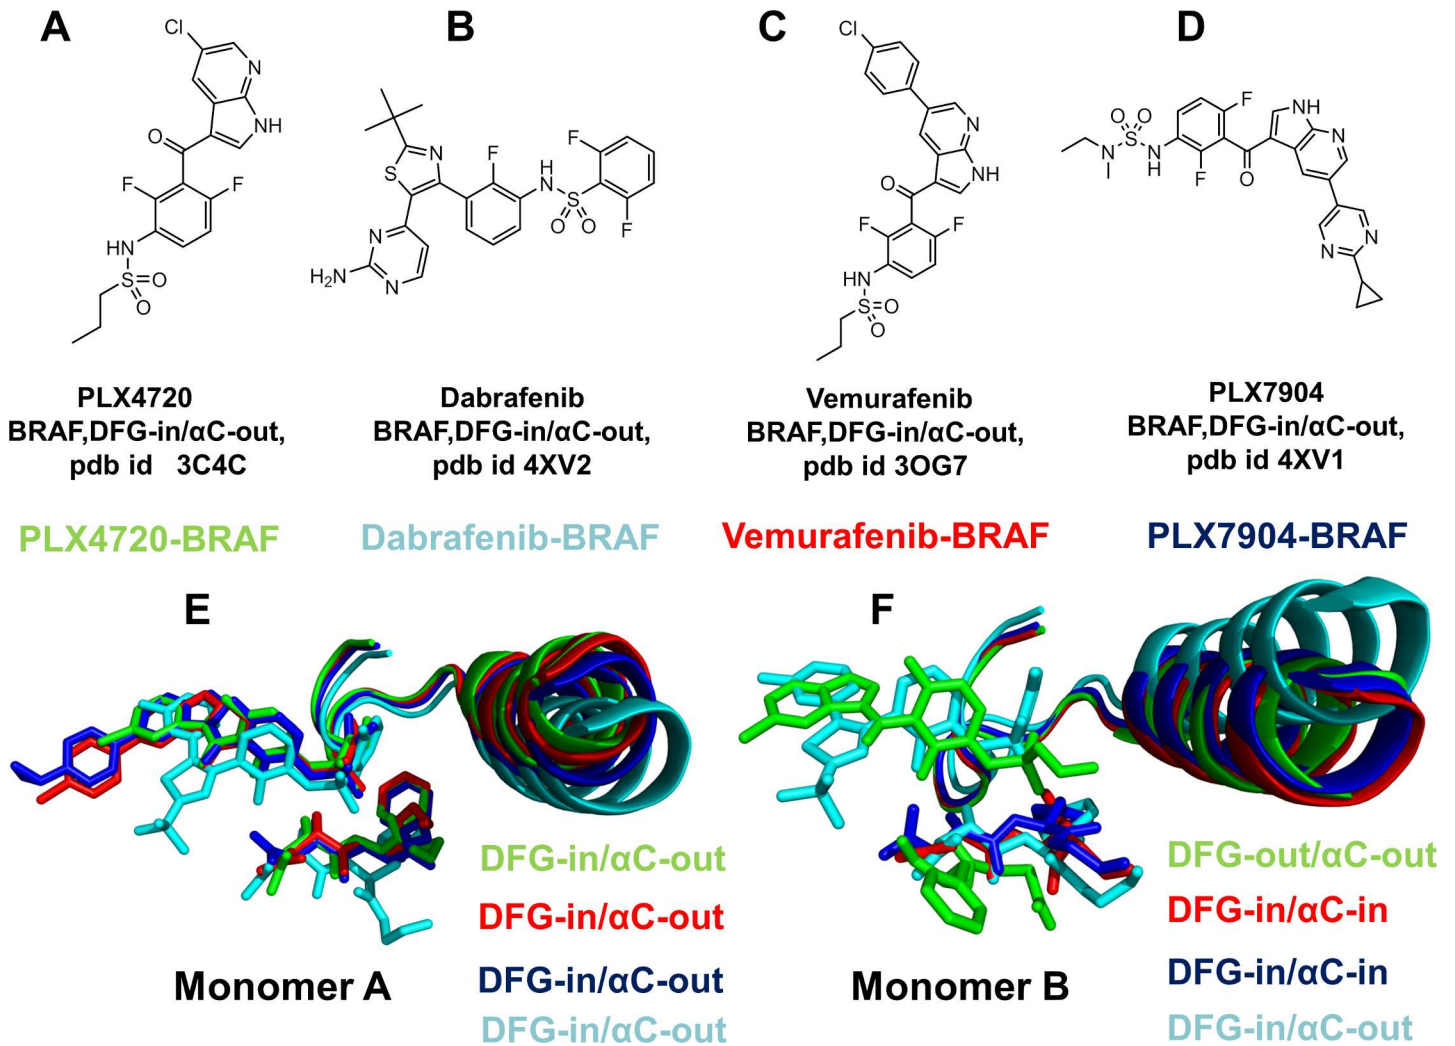 A
B
C
D
Cl
N
NH
O
F
F
HN
S
O
O
N
S
F
H
N
F
S
O
O
F
N
N
H₂N
Cl
N
NH
O
F
F
HN
S
O
O
O
O
S
N
N
H
F
F
O
NH
N
N
N
PLX4720
BRAF,DFG-in/αC-out,
pdb id 3C4C
Dabrafenib
BRAF,DFG-in/αC-out,
pdb id 4XV2
Vemurafenib
BRAF,DFG-in/αC-out,
pdb id 3OG7
PLX7904
BRAF,DFG-in/αC-out,
pdb id 4XV1
PLX4720-BRAF
Dabrafenib-BRAF
Vemurafenib-BRAF
PLX7904-BRAF
E
DFG-in/αC-out
DFG-in/αC-out
DFG-in/αC-out
DFG-in/αC-out
Monomer A
F
DFG-out/αC-out
DFG-in/αC-in
DFG-in/αC-in
DFG-in/αC-out
Monomer B